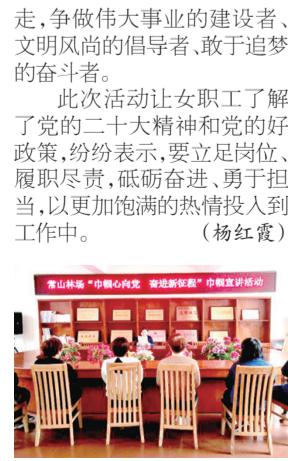 走,争做伟大事业的建设者、
文明风尚的倡导者、敢于追梦
的奋斗者。
此次活动让女职工了解
了党的二十大精神和党的好
政策,纷纷表示,要立足岗位、
履职尽责,砥砺奋进、勇于担
当,以更加饱满的热情投入到
工作中。 (杨红霞)
常山林场“巾帼心向党 奋进新征程”巾帼宣讲活动